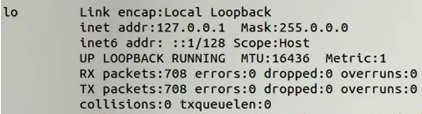 lo Link encap:Local Loopback
inet addr:127.0.0.1 Mask:255.0.0.0
inet6 addr: ::1/128 Scope:Host
UP LOOPBACK RUNNING MTU:16436 Metric:1
RX packets:708 errors:0 dropped:0 overruns:0
TX packets:708 errors:0 dropped:0 overruns:0
collisions:0 txqueuelen:0